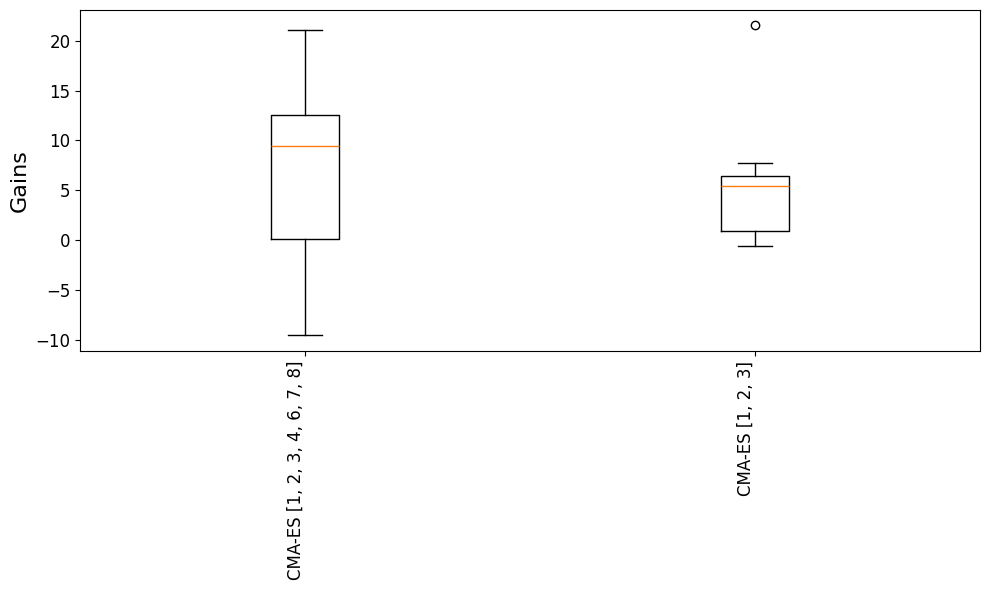 Gains
20
15
10
5
0
−5
−10
CMA-ES [1, 2, 3, 4, 6, 7, 8]
CMA-ES [1, 2, 3]